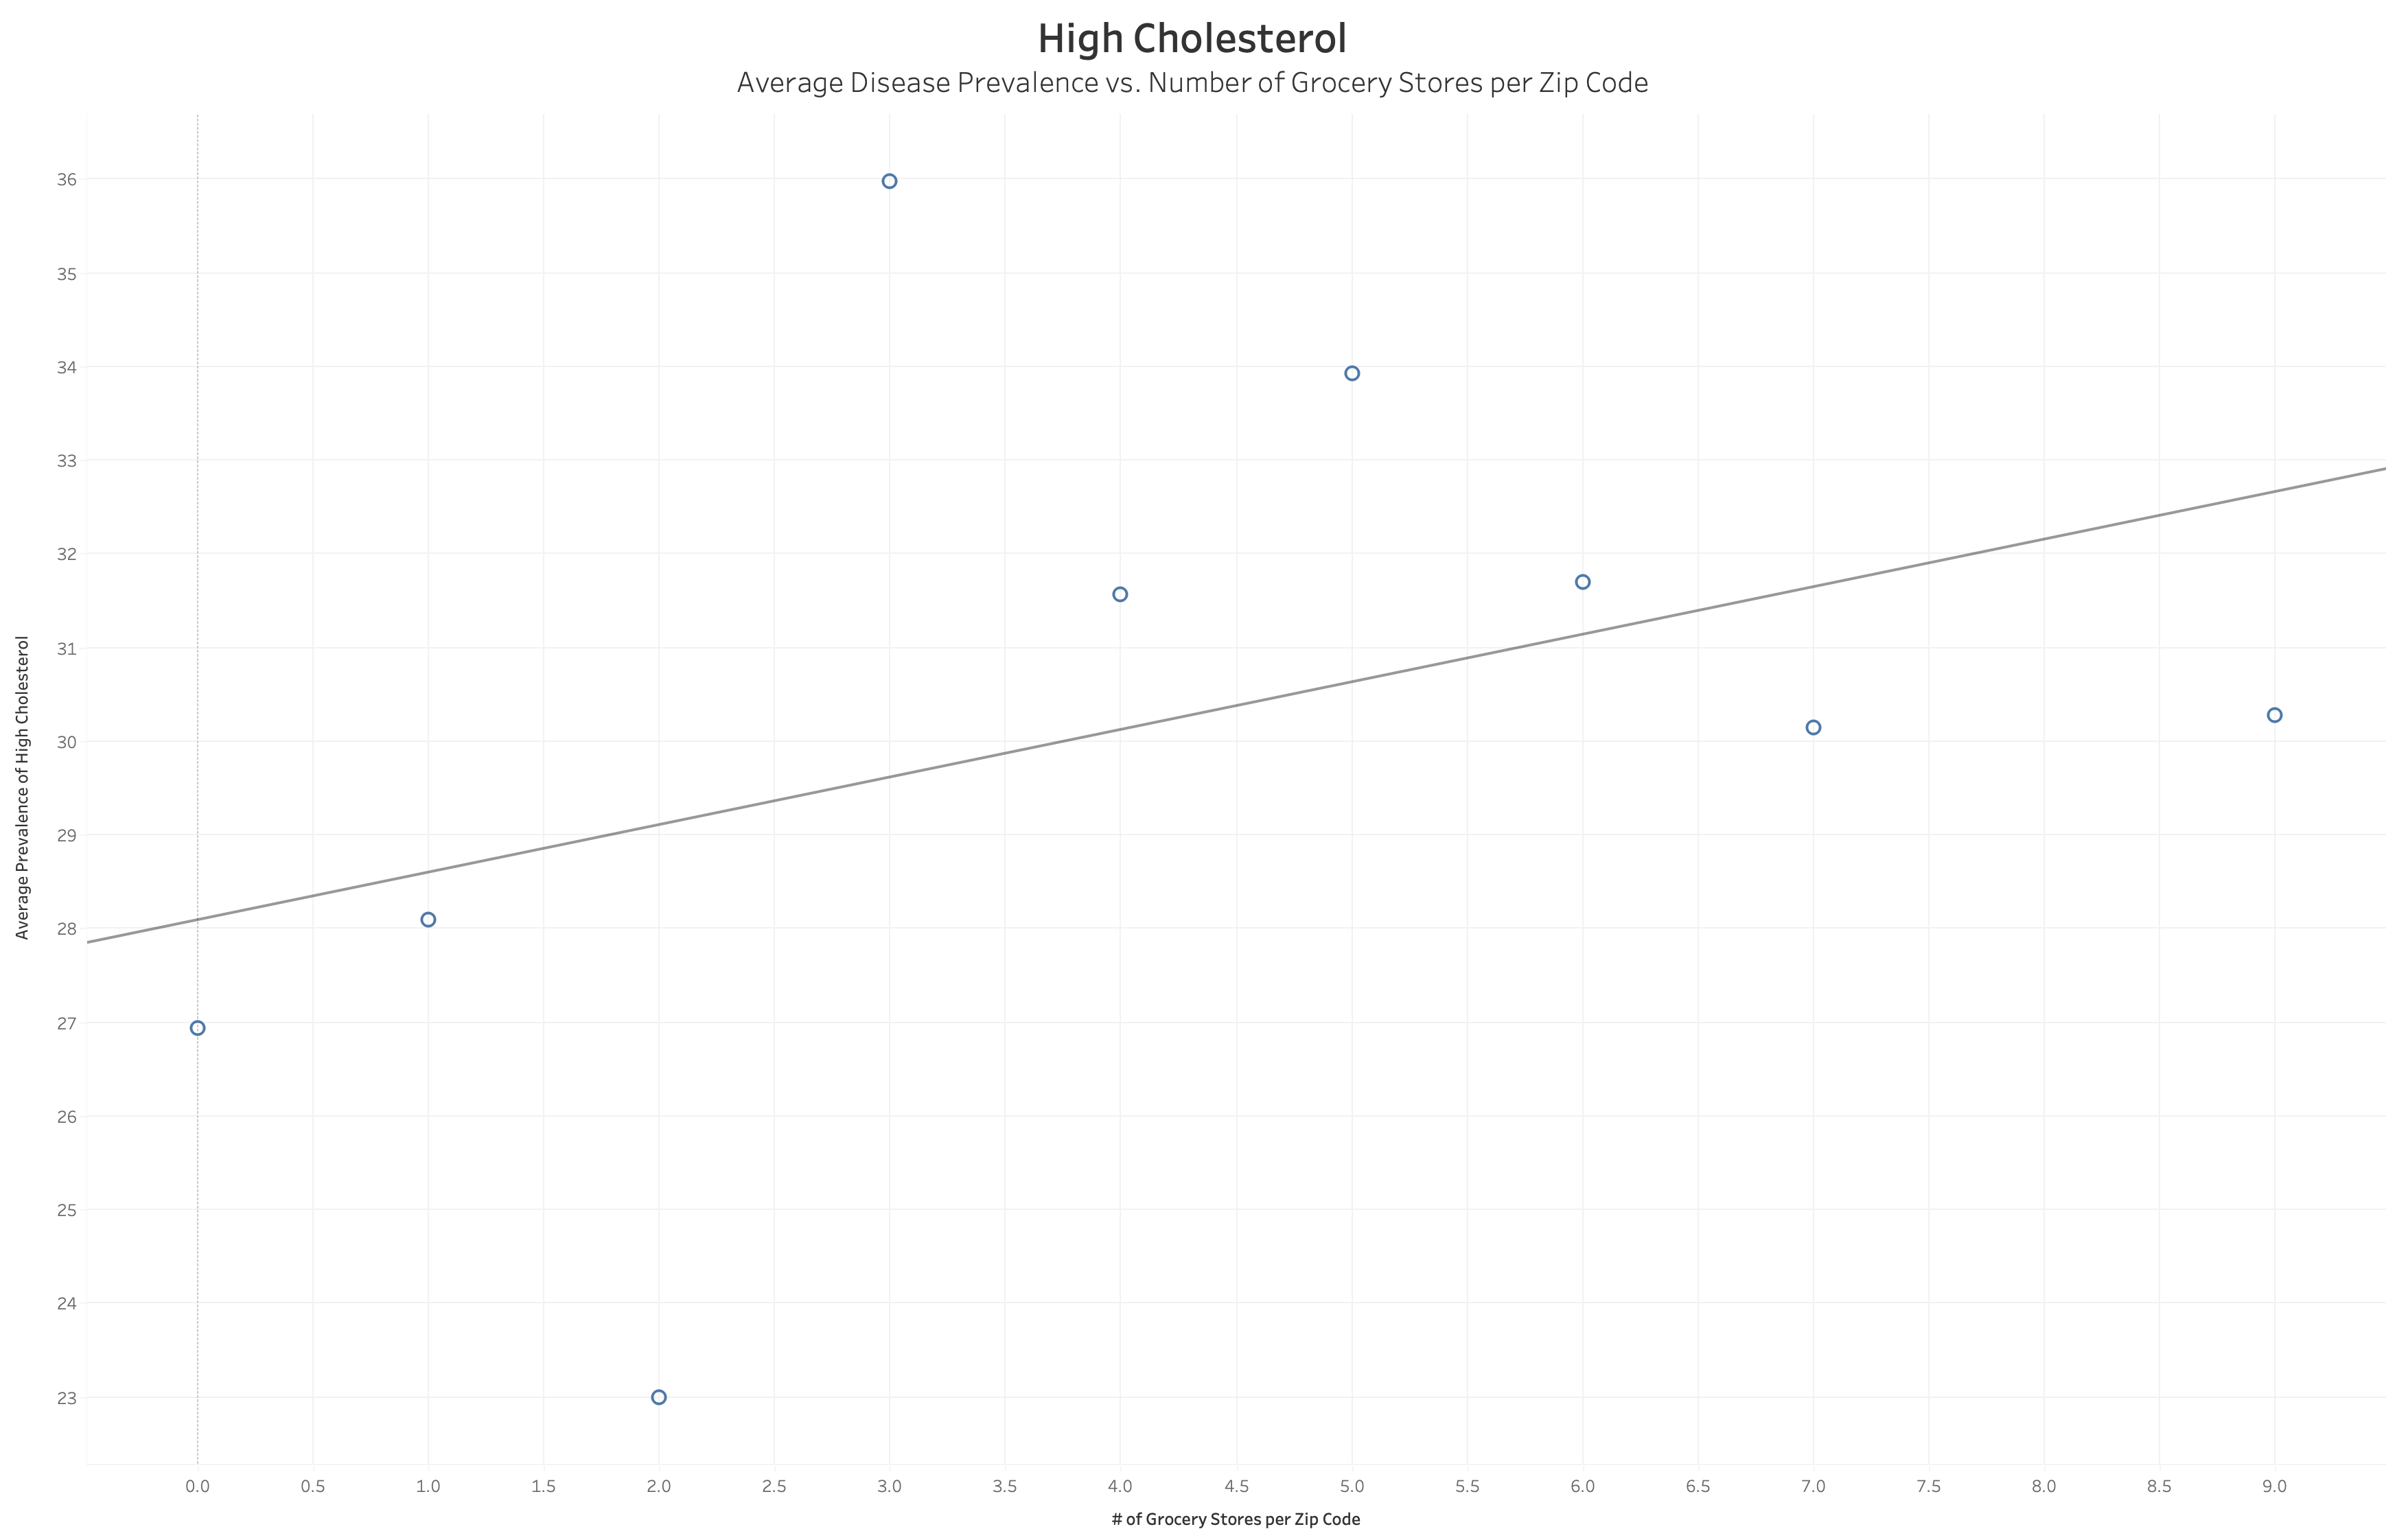 High Cholesterol
Average Disease Prevalence vs. Number of Grocery Stores per Zip Code
36
35
34
33
32
31
30
29
28
27
26
25
24
23
Average Prevalence of High Cholesterol
0.0 0.5 1.0 1.5 2.0 2.5 3.0 3.5 4.0 4.5 5.0 5.5 6.0 6.5 7.0 7.5 8.0 8.5 9.0
# of Grocery Stores per Zip Code